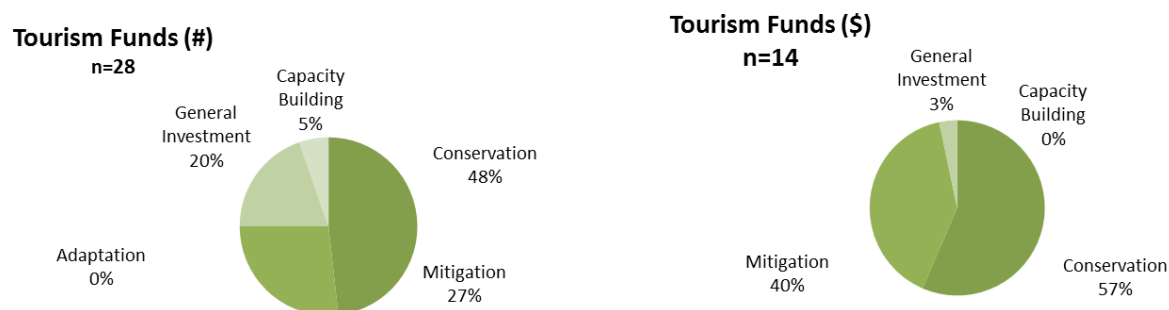 Tourism Funds (#)
n=28
Capacity
Building
5%
General
Investment
20%
Conservation
48%
Adaptation
0%
Mitigation
27%
Tourism Funds ($)
n=14
General
Investment
3%
Capacity
Building
0%
Mitigation
40%
Conservation
57%